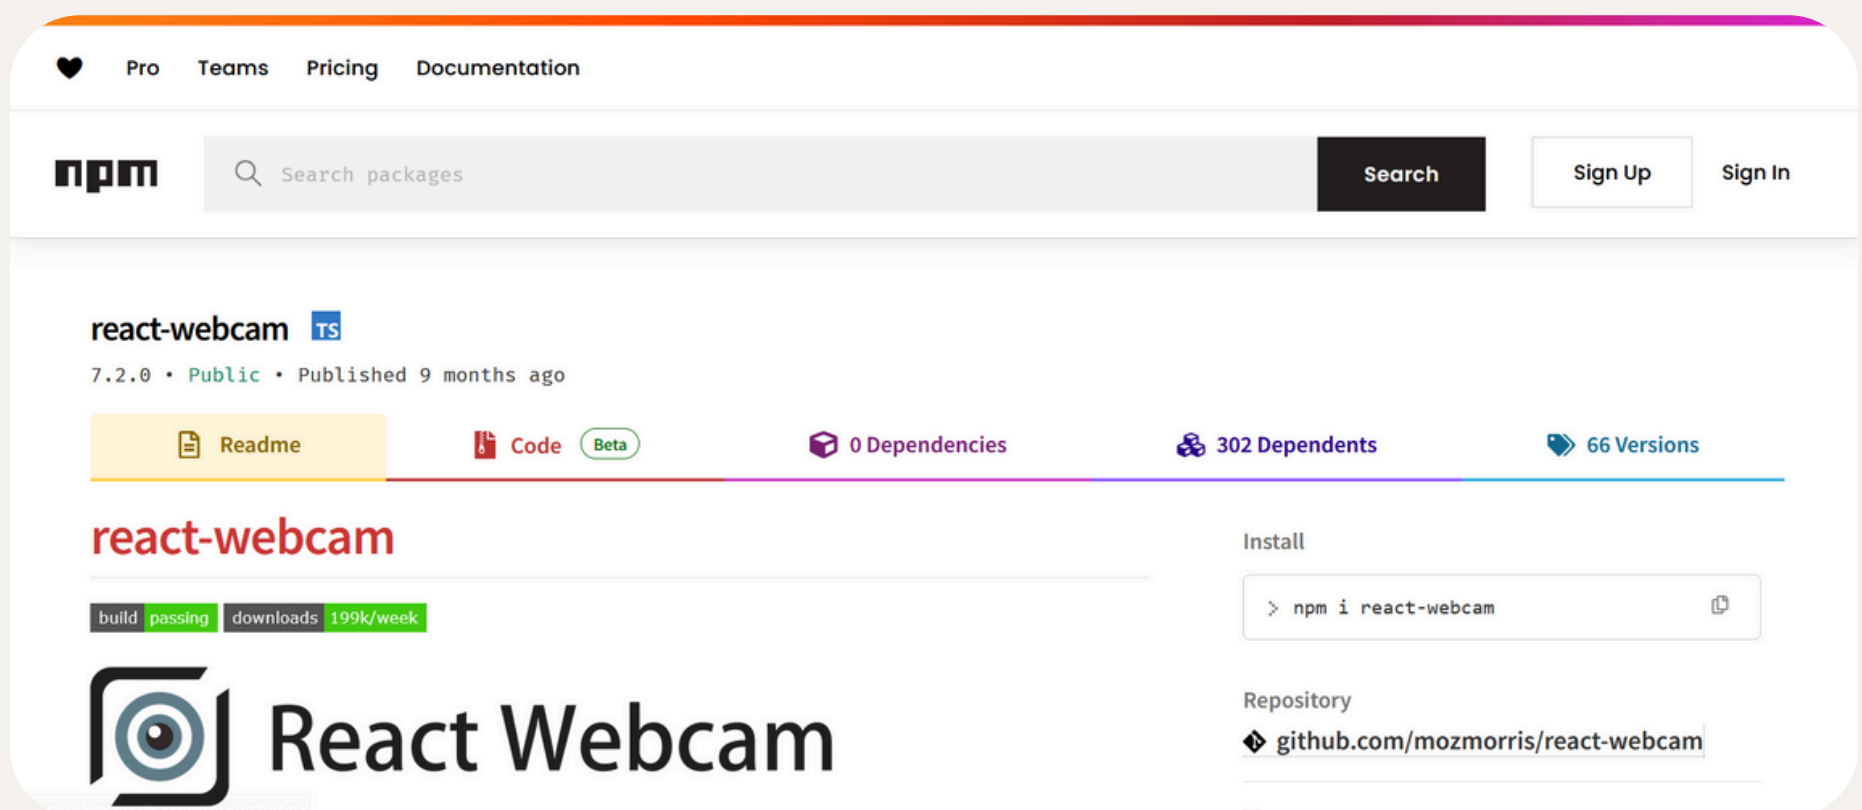 Pro Teams Pricing Documentation
npm Search packages Search Sign Up Sign In
react-webcam TS
7.2.0 • Public • Published 9 months ago
Readme Code Beta 0 Dependencies 302 Dependents 66 Versions
react-webcam
build passing downloads 199k/week
React Webcam
Install
> npm i react-webcam
Repository
github.com/mozmorris/react-webcam